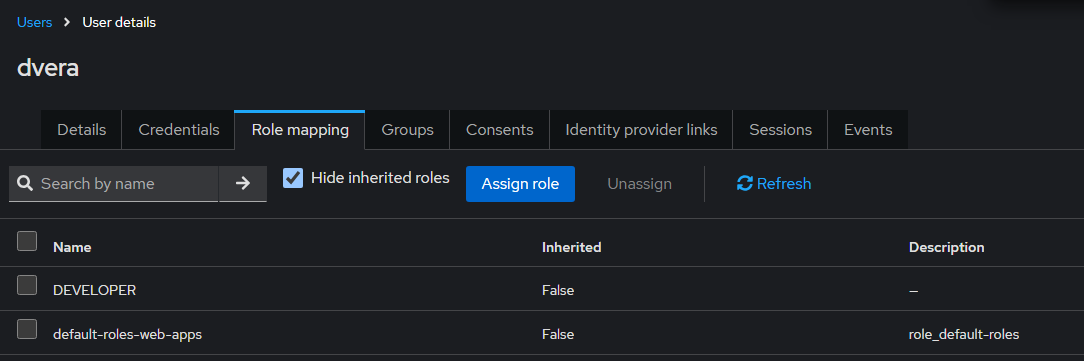 Users > User details
dvera
Details Credentials Role mapping Groups Consents Identity provider links Sessions Events
Search by name Hide inherited roles Assign role Unassign Refresh
Name Inherited Description
DEVELOPER False –
default-roles-web-apps False role_default-roles